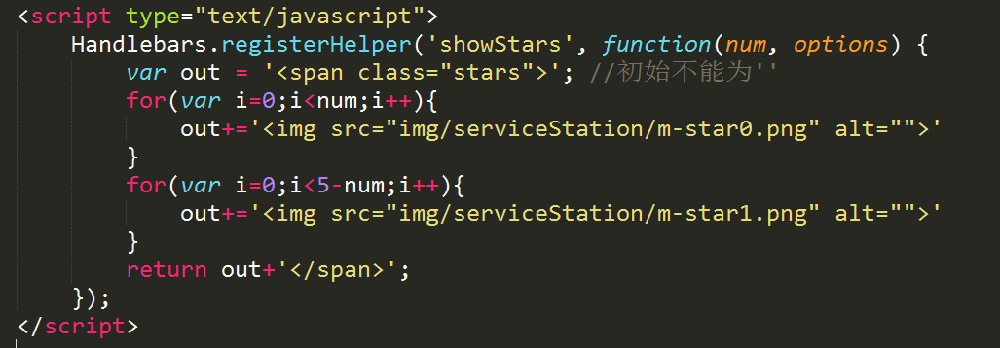 <script type="text/javascript">
    Handlebars.registerHelper('showStars', function(num, options) {
        var out = '<span class="stars">'; //初始不能为''
        for(var i=0;i<num;i++){
            out+='<img src="img/serviceStation/m-star0.png" alt="">'
        }
        for(var i=0;i<5-num;i++){
            out+='<img src="img/serviceStation/m-star1.png" alt="">'
        }
        return out+'</span>';
    });
</script>